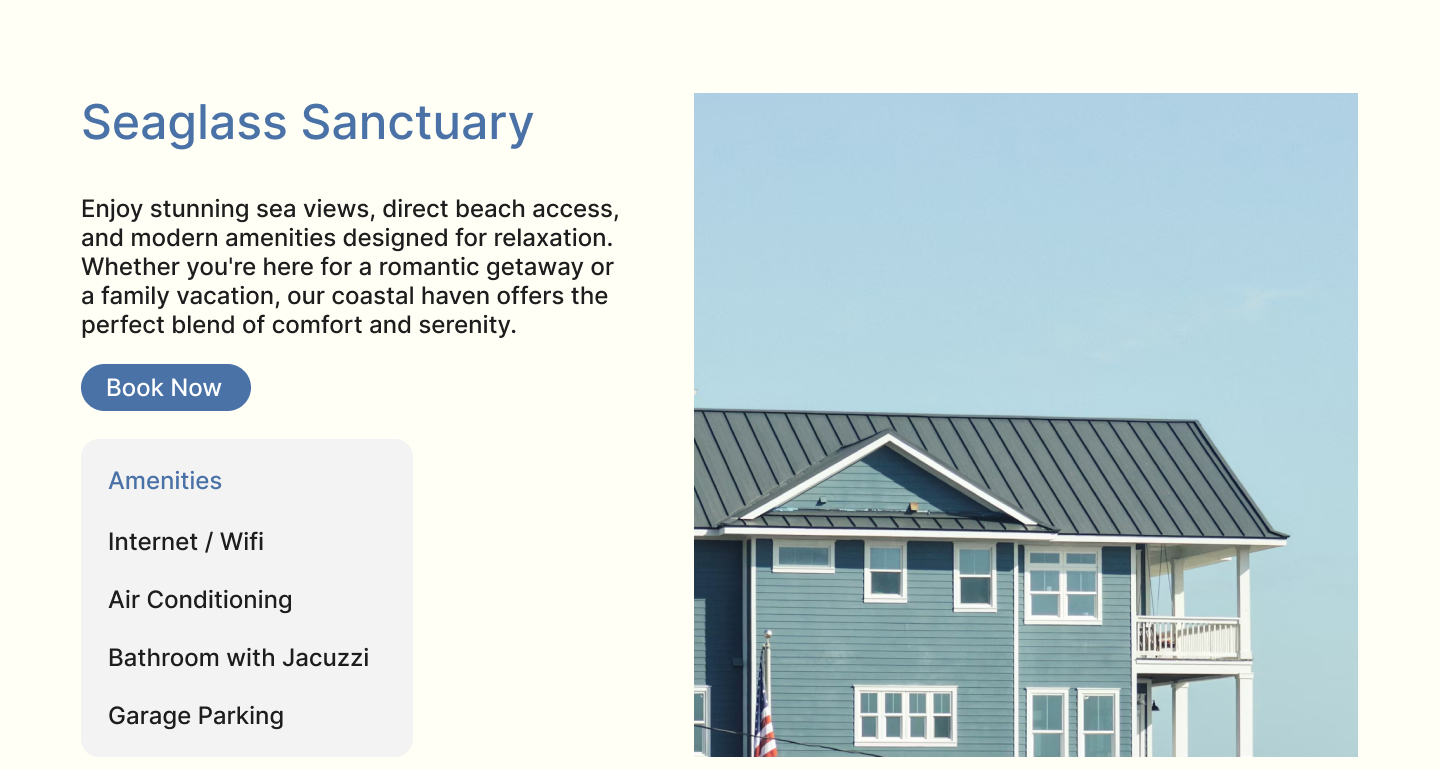 Seaglass Sanctuary
Enjoy stunning sea views, direct beach access,
and modern amenities designed for relaxation.
Whether you're here for a romantic getaway or
a family vacation, our coastal haven offers the
perfect blend of comfort and serenity.
Book Now
Amenities
Internet / Wifi
Air Conditioning
Bathroom with Jacuzzi
Garage Parking